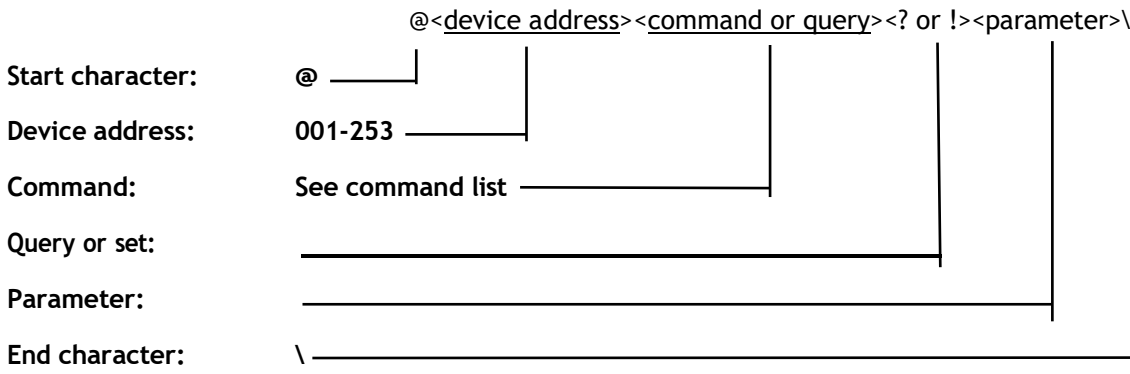 @<device address><command or query><? or !><parameter>\
Start character: @
Device address: 001-253
Command: See command list
Query or set:
Parameter:
End character: \